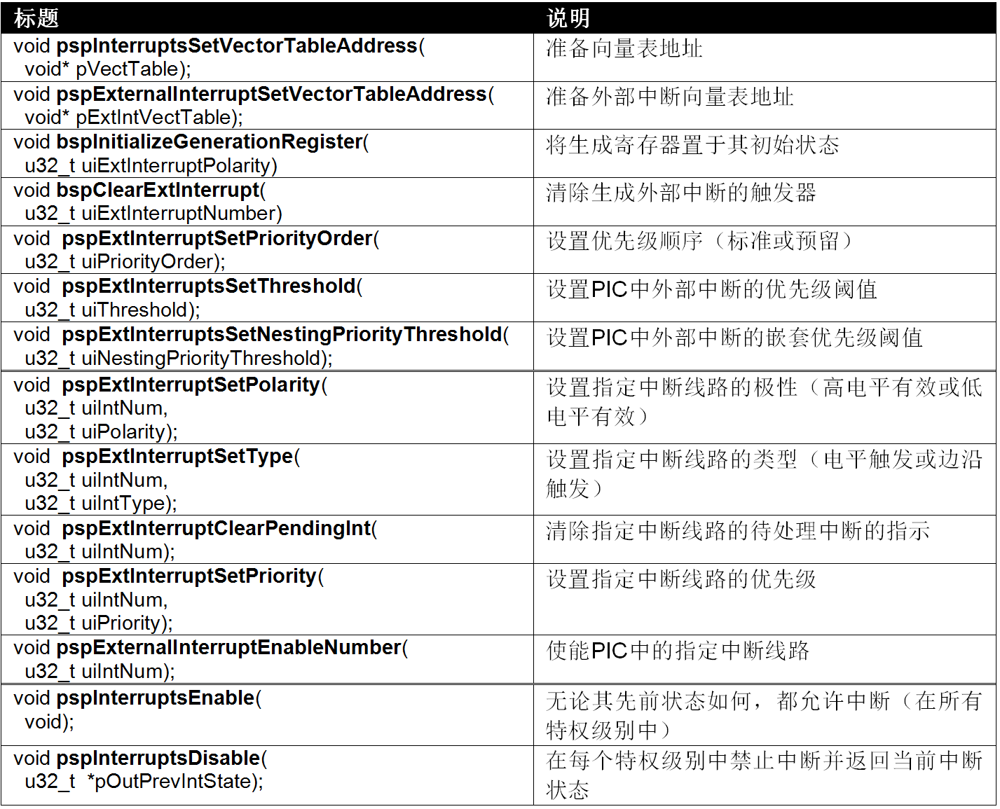 标题
说明
void pspInterruptsSetVectorTableAddress(
void* pVectTable);
准备向量表地址
void pspExternalInterruptSetVectorTableAddress(
void* pExtIntVectTable);
准备外部中断向量表地址
void bspInitializeGenerationRegister(
u32_t uiExtInterruptPolarity)
将生成寄存器置于其初始状态
void bspClearExtInterrupt(
u32_t uiExtInterruptNumber)
清除生成外部中断的触发器
void pspExtInterruptSetPriorityOrder(
u32_t uiPriorityOrder);
设置优先级顺序（标准或预留）
void pspExtInterruptsSetThreshold(
u32_t uiThreshold);
设置PIC中外部中断的优先级阈值
void pspExtInterruptsSetNestingPriorityThreshold(
u32_t uiNestingPriorityThreshold);
设置PIC中外部中断的嵌套优先级阈值
void pspExtInterruptSetPolarity(
u32_t uiIntNum,
u32_t uiPolarity);
设置指定中断线路的极性（高电平有效或低
电平有效）
void pspExtInterruptSetType(
u32_t uiIntNum,
u32_t uiIntType);
设置指定中断线路的类型（电平触发或边沿
触发）
void pspExtInterruptClearPendingInt(
u32_t uiIntNum);
清除指定中断线路的待处理中断的指示
void pspExtInterruptSetPriority(
u32_t uiIntNum,
u32_t uiPriority);
设置指定中断线路的优先级
void pspExternalInterruptEnableNumber(
u32_t uiIntNum);
使能PIC中的指定中断线路
void pspInterruptsEnable(
void);
无论其先前状态如何，都允许中断（在所有
特权级别中）
void pspInterruptsDisable(
u32_t *pOutPrevIntState);
在每个特权级别中禁止中断并返回当前中断
状态